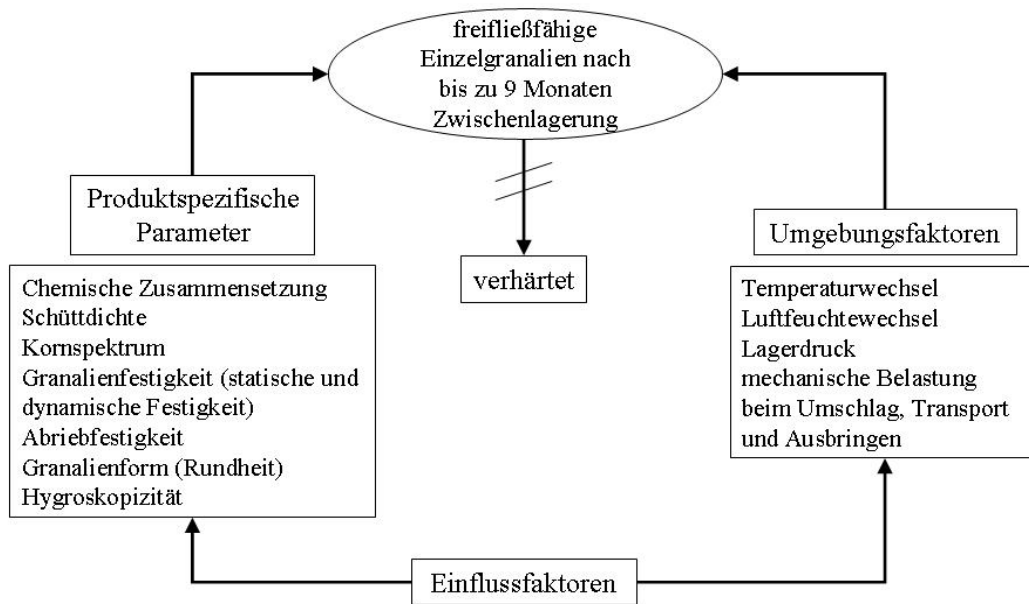 freifließfähige
Einzelgranalien nach
bis zu 9 Monaten
Zwischenlagerung
Produktspezifische
Parameter
Umgebungsfaktoren
verhärtet
Chemische Zusammensetzung
Schüttdichte
Kornspektrum
Granalienfestigkeit (statische und
dynamische Festigkeit)
Abriebfestigkeit
Granalienform (Rundheit)
Hygroskopizität
Temperaturwechsel
Luftfeuchtewechsel
Lagerdruck
mechanische Belastung
beim Umschlag, Transport
und Ausbringen
Einflussfaktoren